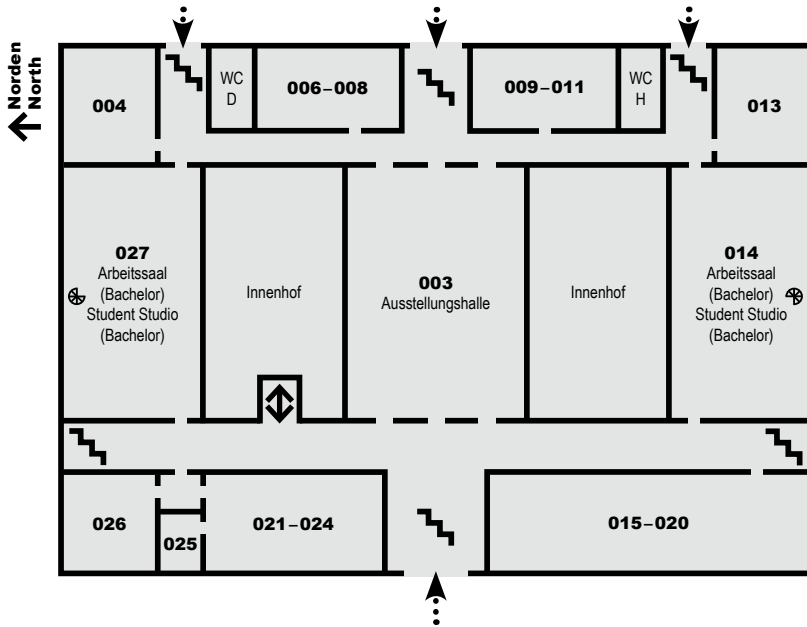 Norden
North
004
WC
D
006–008
009–011
WC
H
013
027
Arbeitssaal
(Bachelor)
Student Studio
(Bachelor)
Innenhof
003
Ausstellungshalle
Innenhof
014
Arbeitssaal
(Bachelor)
Student Studio
(Bachelor)
026
025
021–024
015–020